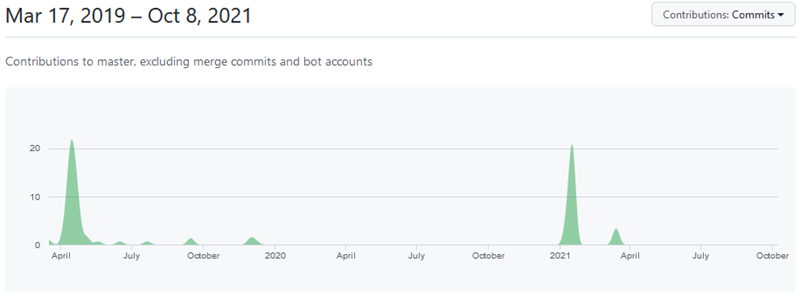 Mar 17, 2019 – Oct 8, 2021
Contributions: Commits
Contributions to master, excluding merge commits and bot accounts
20
10
0
April July October 2020 April July October 2021 April July October